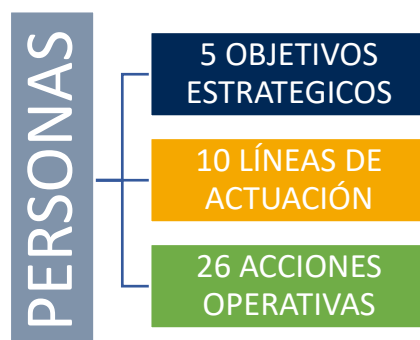 PERSONAS
5 OBJETIVOS
ESTRATEGICOS
10 LÍNEAS DE
ACTUACIÓN
26 ACCIONES
OPERATIVAS